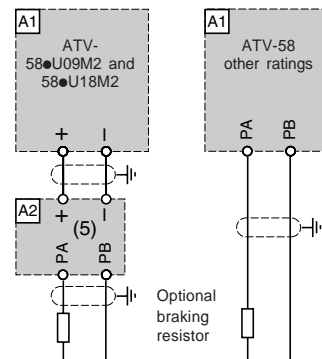 A1
ATV-
58●U09M2 and
58●U18M2
+ −
A2
+ −
(5)
PA PB
Optional
braking
resistor
A1
ATV-58
other ratings
PA PB